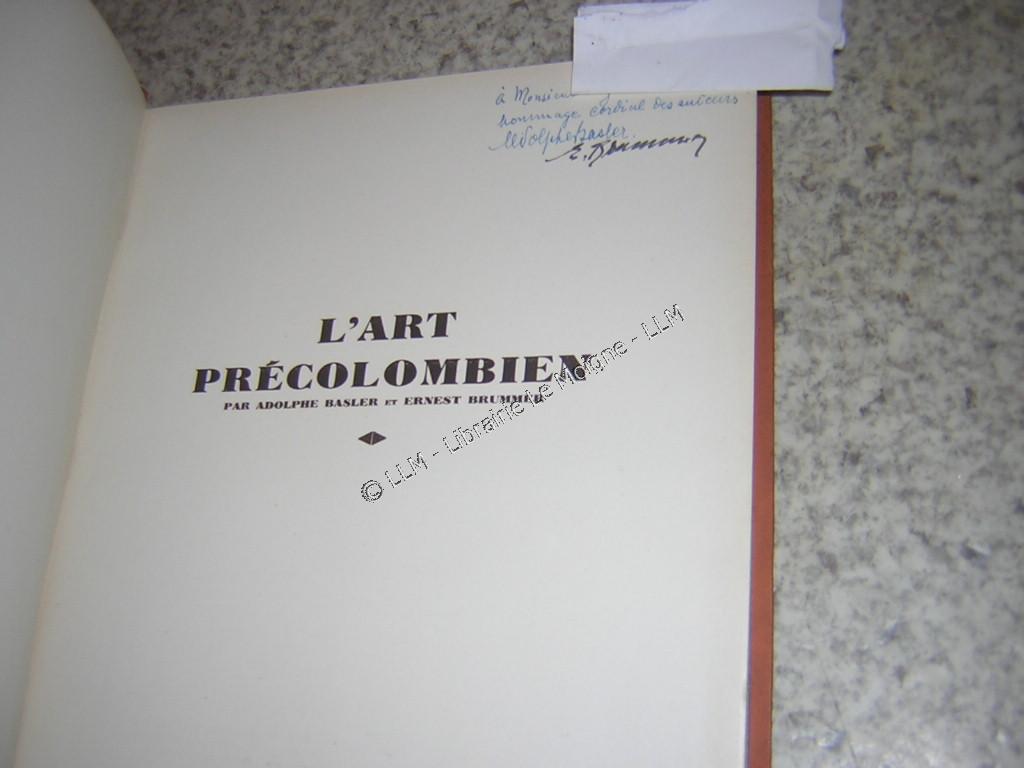 à Monsieur
hommage cordial des auteurs
Adolphe Basler.
E. Brummer
L'ART
PRÉCOLOMBIEN
PAR ADOLPHE BASLER ET ERNEST BRUMMER
© LLM - Librairie Le Moigne - LLM